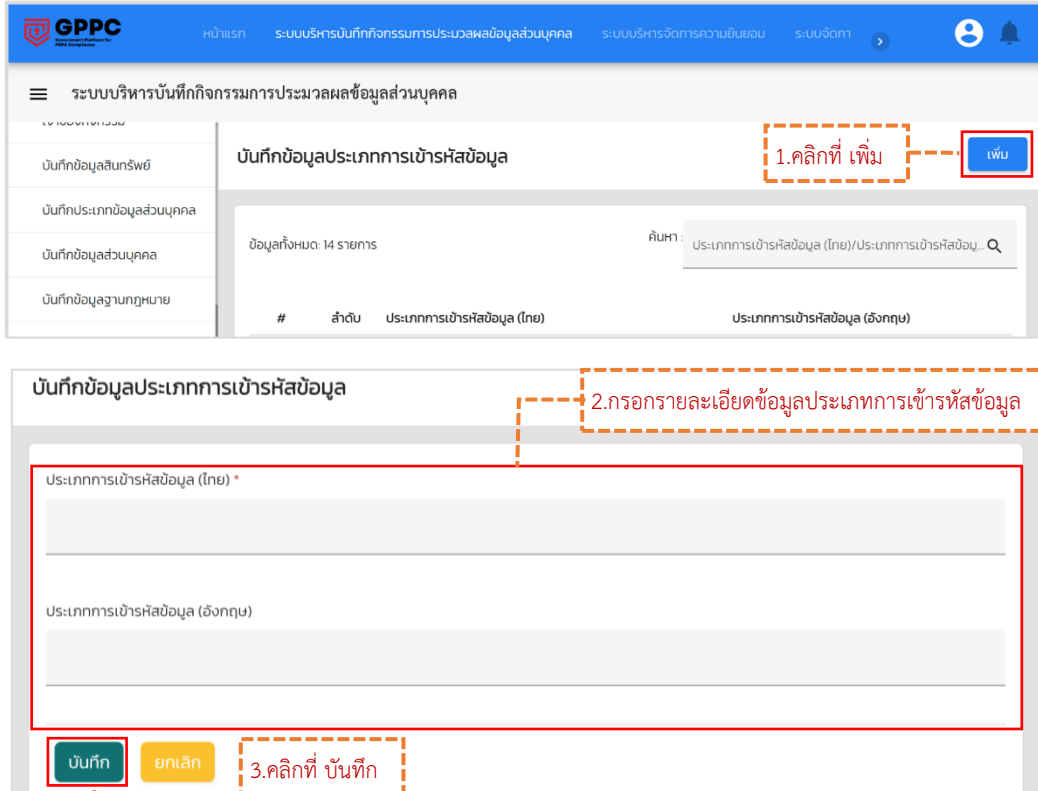 GPPC
Government Platform for
PDPA Compliance
หน้าแรก ระบบบริหารบันทึกกิจกรรมการประมวลผลข้อมูลส่วนบุคคล ระบบบริหารจัดการความยินยอม ระบบจัดกา
ระบบบริหารบันทึกกิจกรรมการประมวลผลข้อมูลส่วนบุคคล
บันทึกข้อมูลสินทรัพย์
บันทึกประเภทข้อมูลส่วนบุคคล
บันทึกข้อมูลส่วนบุคคล
บันทึกข้อมูลฐานกฎหมาย
บันทึกข้อมูลประเภทการเข้ารหัสข้อมูล
1.คลิกที่ เพิ่ม
เพิ่ม
ข้อมูลทั้งหมด: 14 รายการ
ค้นหา :
ประเภทการเข้ารหัสข้อมูล (ไทย)/ประเภทการเข้ารหัสข้อมู...
# ลำดับ ประเภทการเข้ารหัสข้อมูล (ไทย) ประเภทการเข้ารหัสข้อมูล (อังกฤษ)
บันทึกข้อมูลประเภทการเข้ารหัสข้อมูล
2.กรอกรายละเอียดข้อมูลประเภทการเข้ารหัสข้อมูล
ประเภทการเข้ารหัสข้อมูล (ไทย) *
ประเภทการเข้ารหัสข้อมูล (อังกฤษ)
บันทึก ยกเลิก
3.คลิกที่ บันทึก